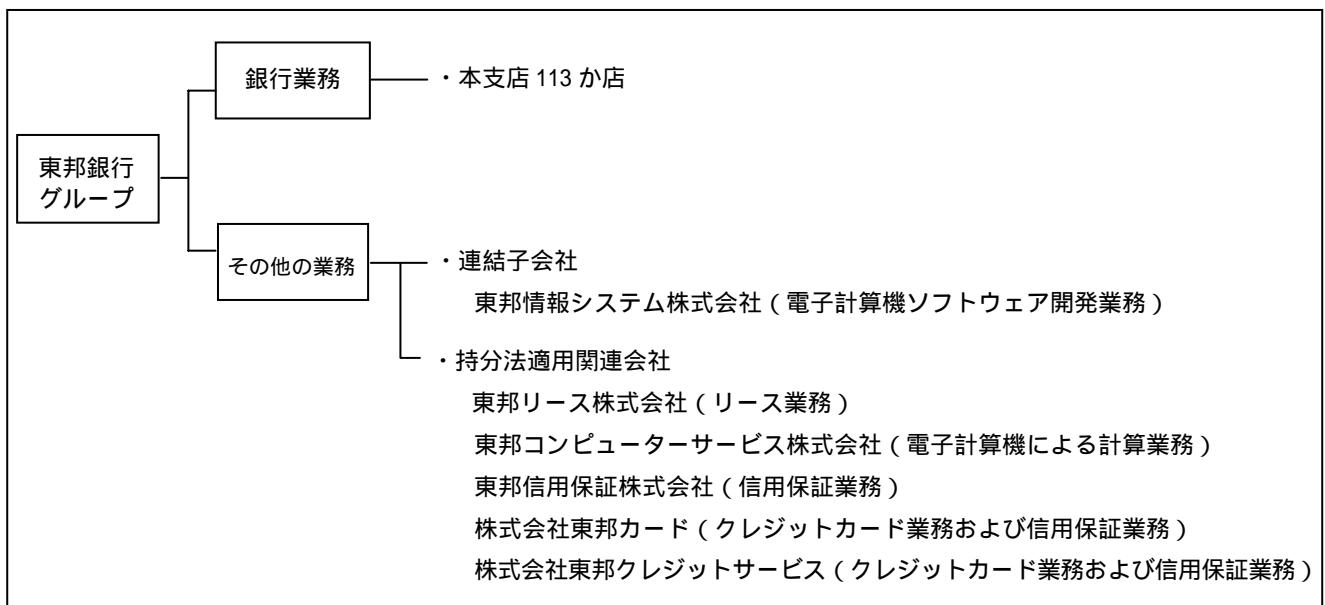 銀行業務
・本支店 113 か店
東邦銀行
グループ
その他の業務
・連結子会社
東邦情報システム株式会社（電子計算機ソフトウェア開発業務）
・持分法適用関連会社
東邦リース株式会社（リース業務）
東邦コンピューターサービス株式会社（電子計算機による計算業務）
東邦信用保証株式会社（信用保証業務）
株式会社東邦カード（クレジットカード業務および信用保証業務）
株式会社東邦クレジットサービス（クレジットカード業務および信用保証業務）